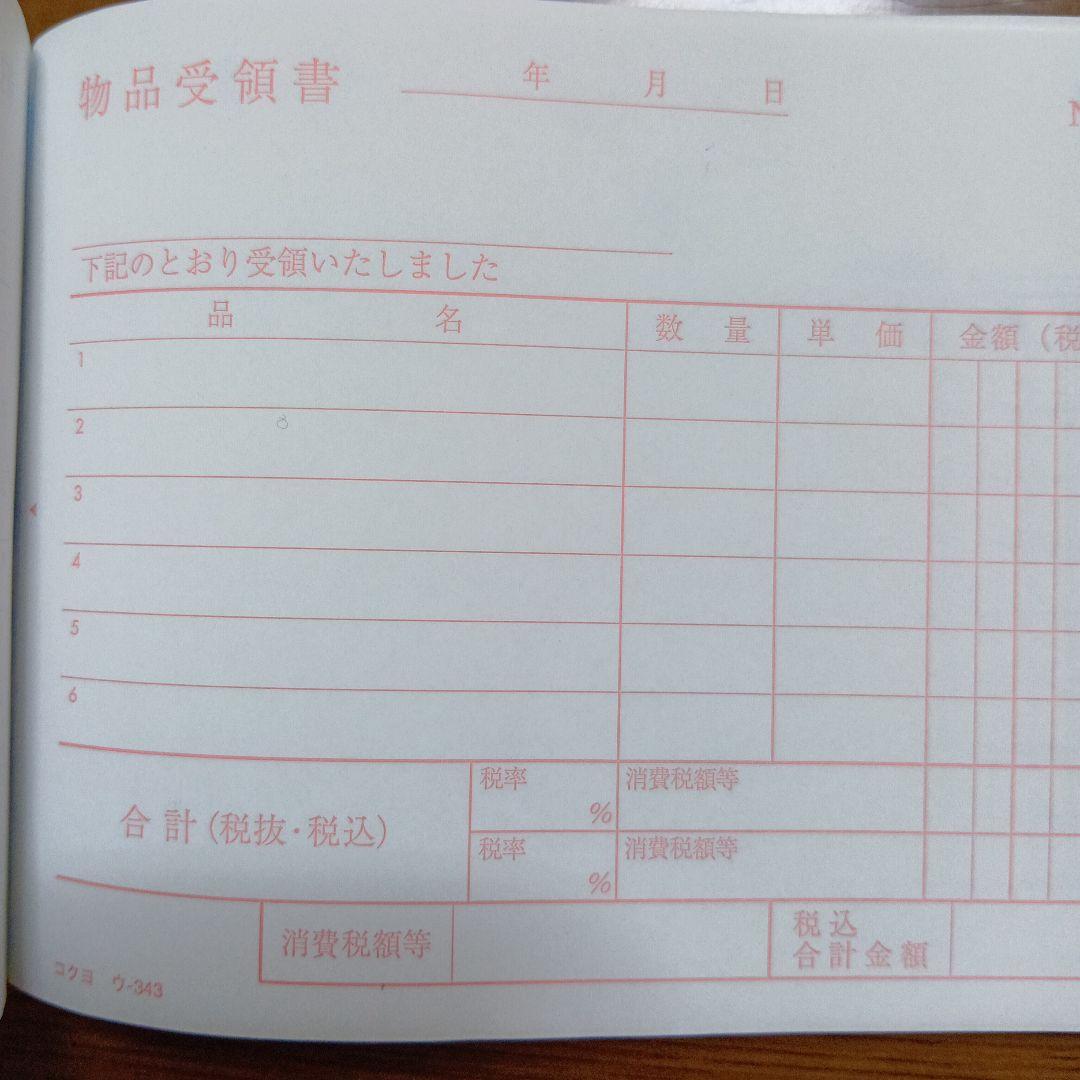 物品受領書 年 月 日 N
下記のとおり受領いたしました
品 名 数 量 単 価 金額(税
1
2
3
4
5
6
合計(税抜・税込) 税率 % 消費税額等
税率 % 消費税額等
消費税額等 税込合計金額
コクヨ ウ-343